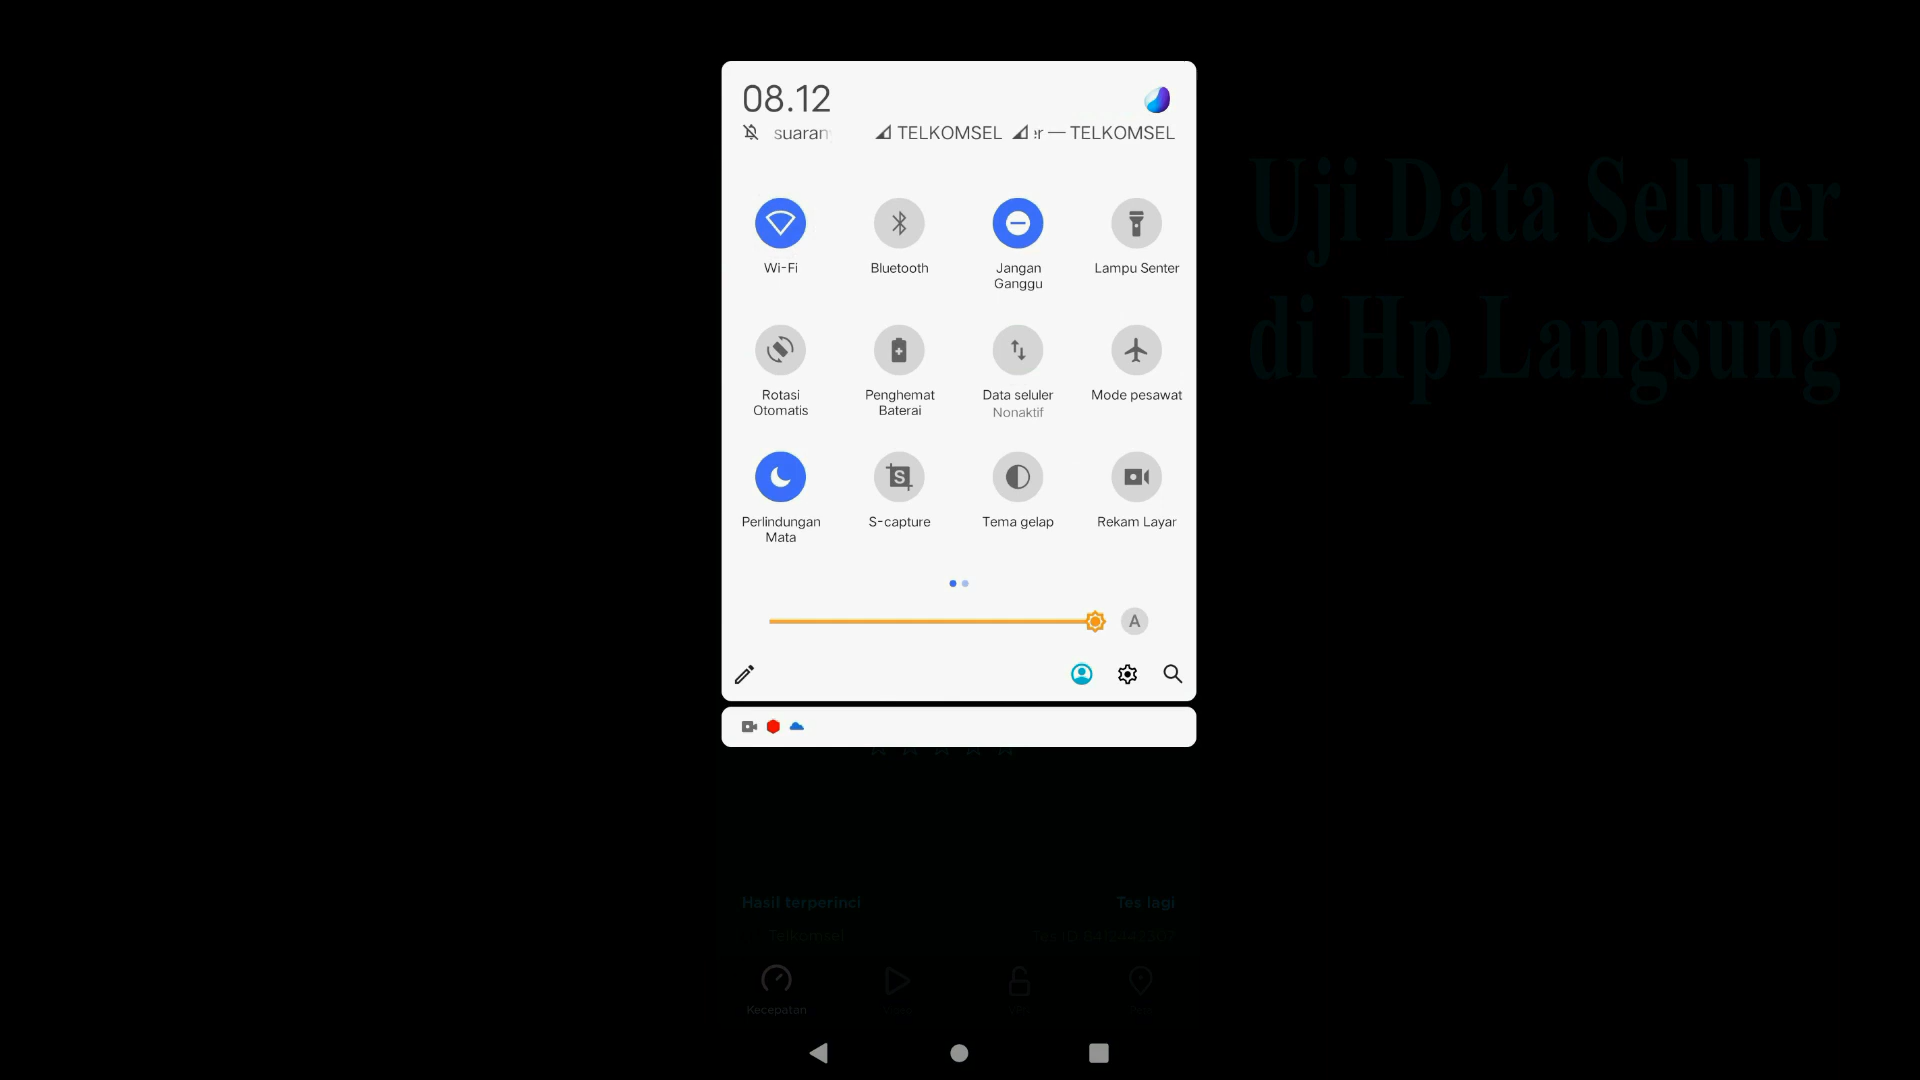 08.12
suaran TELKOMSEL er — TELKOMSEL
Wi-Fi
Bluetooth
Jangan
Ganggu
Lampu Senter
Rotasi
Otomatis
Penghemat
Baterai
Data seluler
Nonaktif
Mode pesawat
Perlindungan
Mata
S-capture
Tema gelap
Rekam Layar
A
Uji Data Seluler
di Hp Langsung
Hasil terperinci
Tes lagi
Telkomsel
Kecepatan